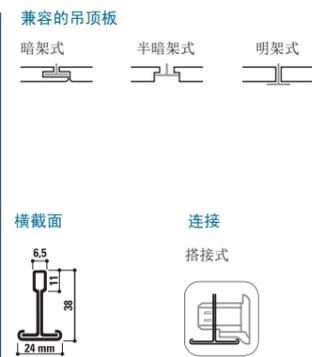 兼容的吊顶板
暗架式 半暗架式 明架式
横截面 连接
搭接式
6,5
11
38
24 mm